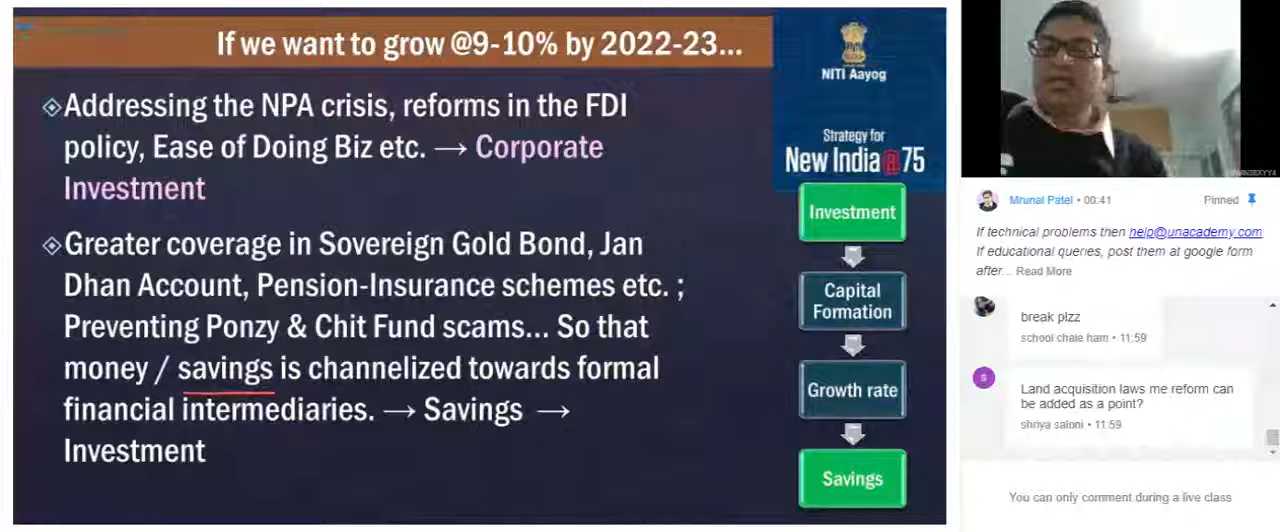 If we want to grow @9-10% by 2022-23...
Addressing the NPA crisis, reforms in the FDI
policy, Ease of Doing Biz etc. → Corporate
Investment
Greater coverage in Sovereign Gold Bond, Jan
Dhan Account, Pension-Insurance schemes etc. ;
Preventing Ponzy & Chit Fund scams... So that
money / savings is channelized towards formal
financial intermediaries. → Savings →
Investment
NITI Aayog
Strategy for
New India@75
Investment
Capital
Formation
Growth rate
Savings
Mrunal Patel • 00:41
Pinned
If technical problems then help@unacademy.com
If educational queries, post them at google form
after... Read More
break plzz
school chale ham • 11:59
S
Land acquisition laws me reform can
be added as a point?
shriya saloni • 11:59
You can only comment during a live class